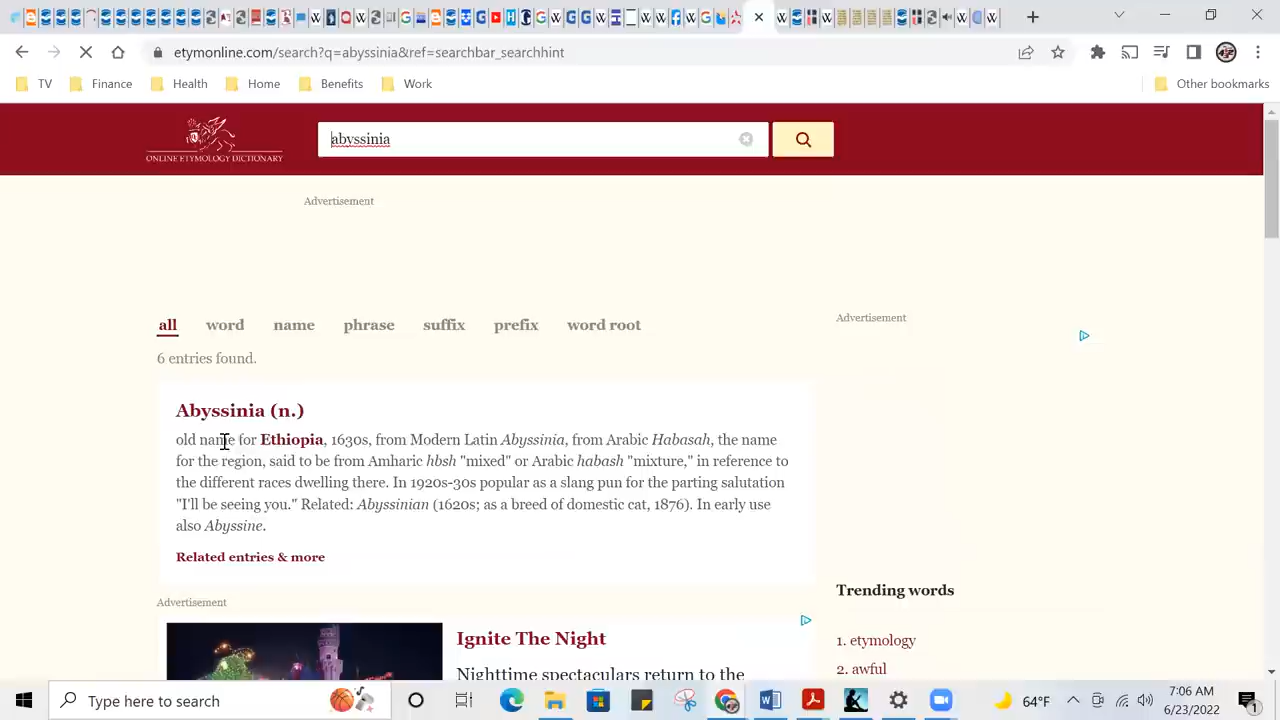 etymonline.com/search?q=abyssinia&ref=searchbar_searchhint
TV Finance Health Home Benefits Work Other bookmarks
abyssinia
ONLINE ETYMOLOGY DICTIONARY
Advertisement
all word name phrase suffix prefix word root
Advertisement
6 entries found.
Abyssinia (n.)
old name for Ethiopia, 1630s, from Modern Latin Abyssinia, from Arabic Habasah, the name
for the region, said to be from Amharic hbsh "mixed" or Arabic habash "mixture," in reference to
the different races dwelling there. In 1920s-30s popular as a slang pun for the parting salutation
"I'll be seeing you." Related: Abyssinian (1620s; as a breed of domestic cat, 1876). In early use
also Abyssine.
Related entries & more
Advertisement
Trending words
1. etymology
2. awful
Ignite The Night
Nighttime spectaculars return to the
Type here to search
64°F
7:06 AM
6/23/2022